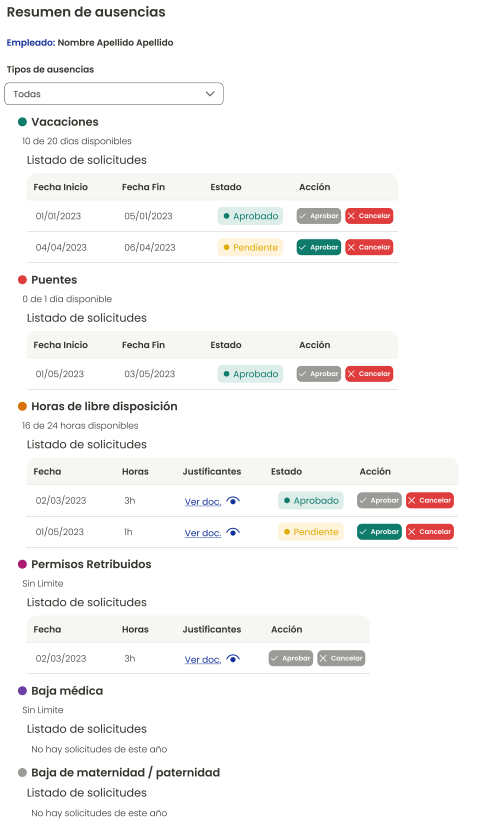 Resumen de ausencias
Empleado: Nombre Apellido Apellido
Tipos de ausencias
Todas
Vacaciones
10 de 20 días disponibles
Listado de solicitudes
Fecha Inicio Fecha Fin Estado Acción
01/01/2023 05/01/2023 Aprobado Aprobar Cancelar
04/04/2023 06/04/2023 Pendiente Aprobar Cancelar
Puentes
0 de 1 día disponible
Listado de solicitudes
Fecha Inicio Fecha Fin Estado Acción
01/05/2023 03/05/2023 Aprobado Aprobar Cancelar
Horas de libre disposición
16 de 24 horas disponibles
Listado de solicitudes
Fecha Horas Justificantes Estado Acción
02/03/2023 3h Ver doc. Aprobado Aprobar Cancelar
01/05/2023 1h Ver doc. Pendiente Aprobar Cancelar
Permisos Retribuidos
Sin Limite
Listado de solicitudes
Fecha Horas Justificantes Acción
02/03/2023 3h Ver doc. Aprobar Cancelar
Baja médica
Sin Limite
Listado de solicitudes
No hay solicitudes de este año
Baja de maternidad / paternidad
Listado de solicitudes
No hay solicitudes de este año